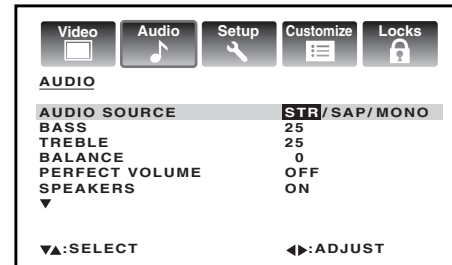 Video Audio Setup Customize Locks
AUDIO
AUDIO SOURCE STR/SAP/MONO
BASS 25
TREBLE 25
BALANCE 0
PERFECT VOLUME OFF
SPEAKERS ON
▼
▼▲:SELECT ◀▶:ADJUST